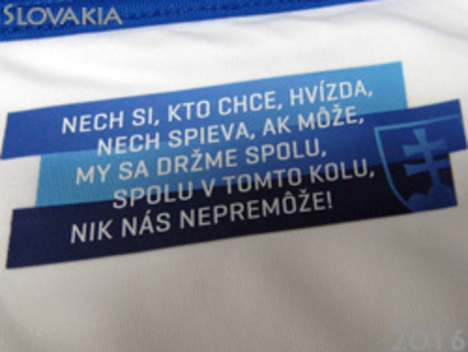 SLOVAKIA
NECH SI, KTO CHCE, HVÍZDA,
NECH SPIEVA, AK MÔŽE,
MY SA DRŽME SPOLU,
SPOLU V TOMTO KOLU,
NIK NÁS NEPREMÔŽE!
2016